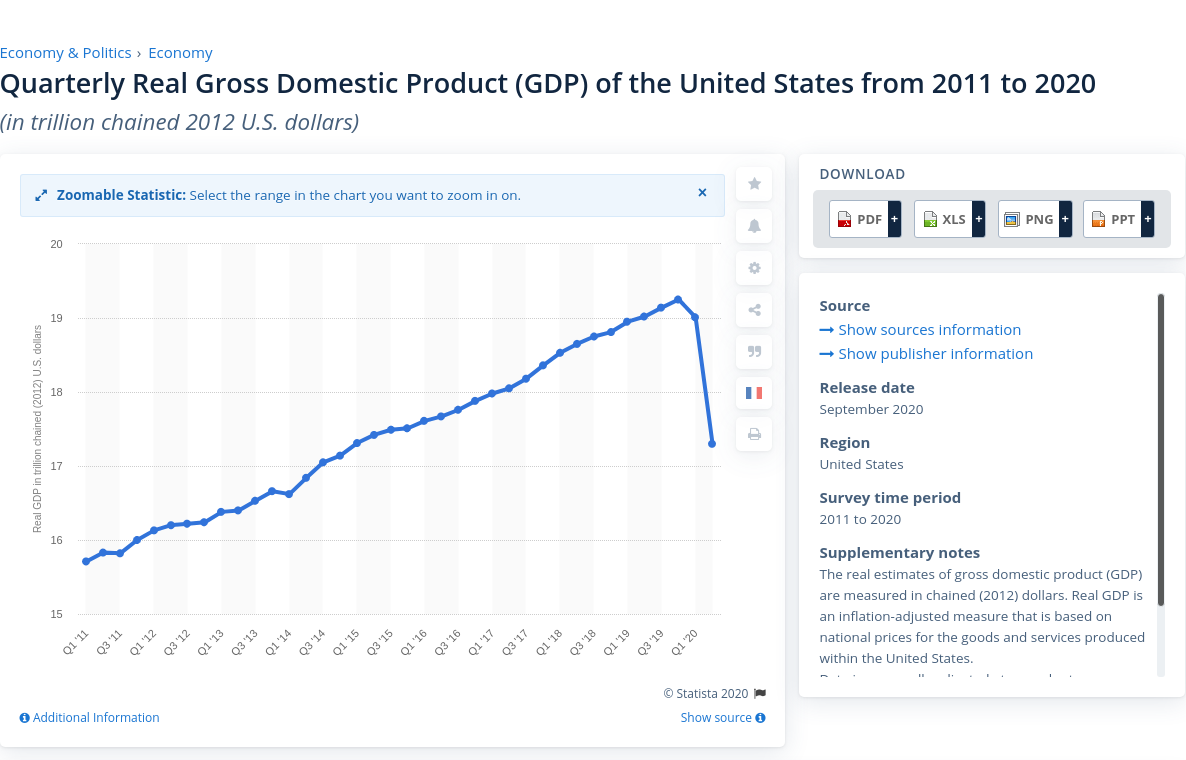 Economy & Politics › Economy
Quarterly Real Gross Domestic Product (GDP) of the United States from 2011 to 2020
(in trillion chained 2012 U.S. dollars)
Zoomable Statistic: Select the range in the chart you want to zoom in on. ×
20
19
18
17
16
15
Real GDP in trillion chained (2012) U.S. dollars
Q1 '11
Q3 '11
Q1 '12
Q3 '12
Q1 '13
Q3 '13
Q1 '14
Q3 '14
Q1 '15
Q3 '15
Q1 '16
Q3 '16
Q1 '17
Q3 '17
Q1 '18
Q3 '18
Q1 '19
Q3 '19
Q1 '20
© Statista 2020
Additional Information
Show source
DOWNLOAD
PDF +
XLS +
PNG +
PPT +
Source
Show sources information
Show publisher information
Release date
September 2020
Region
United States
Survey time period
2011 to 2020
Supplementary notes
The real estimates of gross domestic product (GDP)
are measured in chained (2012) dollars. Real GDP is
an inflation-adjusted measure that is based on
national prices for the goods and services produced
within the United States.